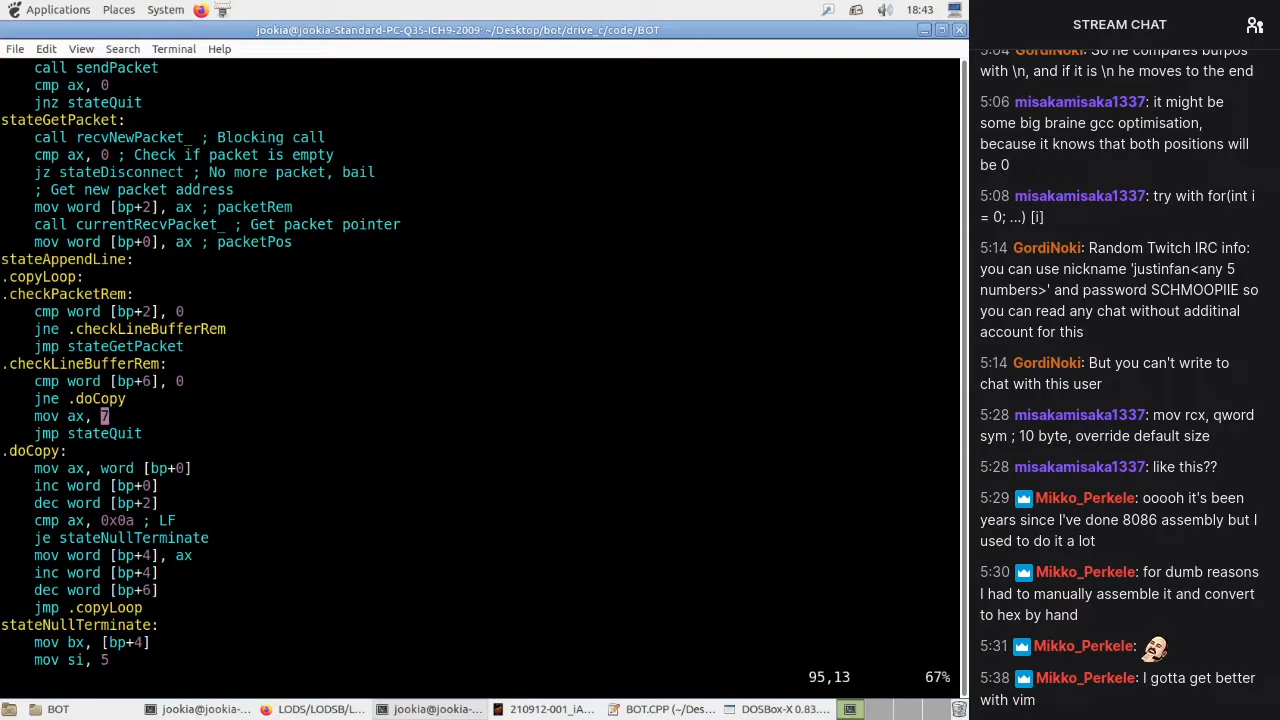 Applications Places System 18:43
jookia@jookia-Standard-PC-Q35-ICH9-2009: ~/Desktop/bot/drive_c/code/BOT
File Edit View Search Terminal Help
call sendPacket
cmp ax, 0
jnz stateQuit
stateGetPacket:
call recvNewPacket_ ; Blocking call
cmp ax, 0 ; Check if packet is empty
jz stateDisconnect ; No more packet, bail
; Get new packet address
mov word [bp+2], ax ; packetRem
call currentRecvPacket_ ; Get packet pointer
mov word [bp+0], ax ; packetPos
stateAppendLine:
.copyLoop:
.checkPacketRem:
cmp word [bp+2], 0
jne .checkLineBufferRem
jmp stateGetPacket
.checkLineBufferRem:
cmp word [bp+6], 0
jne .doCopy
mov ax, 7
jmp stateQuit
.doCopy:
mov ax, word [bp+0]
inc word [bp+0]
dec word [bp+2]
cmp ax, 0x0a ; LF
je stateNullTerminate
mov word [bp+4], ax
inc word [bp+4]
dec word [bp+6]
jmp .copyLoop
stateNullTerminate:
mov bx, [bp+4]
mov si, 5
95,13 67%
BOT jookia@jookia-... LODS/LODSB/L... jookia@jookia-... 210912-001_iA... BOT.CPP (~/Des... DOSBox-X 0.83....
STREAM CHAT
5:04 GordiNoki: So he compares bufpos
with \n, and if it is \n he moves to the end
5:06 misakamisaka1337: it might be
some big braine gcc optimisation,
because it knows that both positions will
be 0
5:08 misakamisaka1337: try with for(int i
= 0; ...) [i]
5:14 GordiNoki: Random Twitch IRC info:
you can use nickname 'justinfan<any 5
numbers>' and password SCHMOOPIIE so
you can read any chat without additinal
account for this
5:14 GordiNoki: But you can't write to
chat with this user
5:28 misakamisaka1337: mov rcx, qword
sym ; 10 byte, override default size
5:28 misakamisaka1337: like this??
5:29 Mikko_Perkele: ooooh it's been
years since I've done 8086 assembly but I
used to do it a lot
5:30 Mikko_Perkele: for dumb reasons
I had to manually assemble it and convert
to hex by hand
5:31 Mikko_Perkele:
5:38 Mikko_Perkele: I gotta get better
with vim